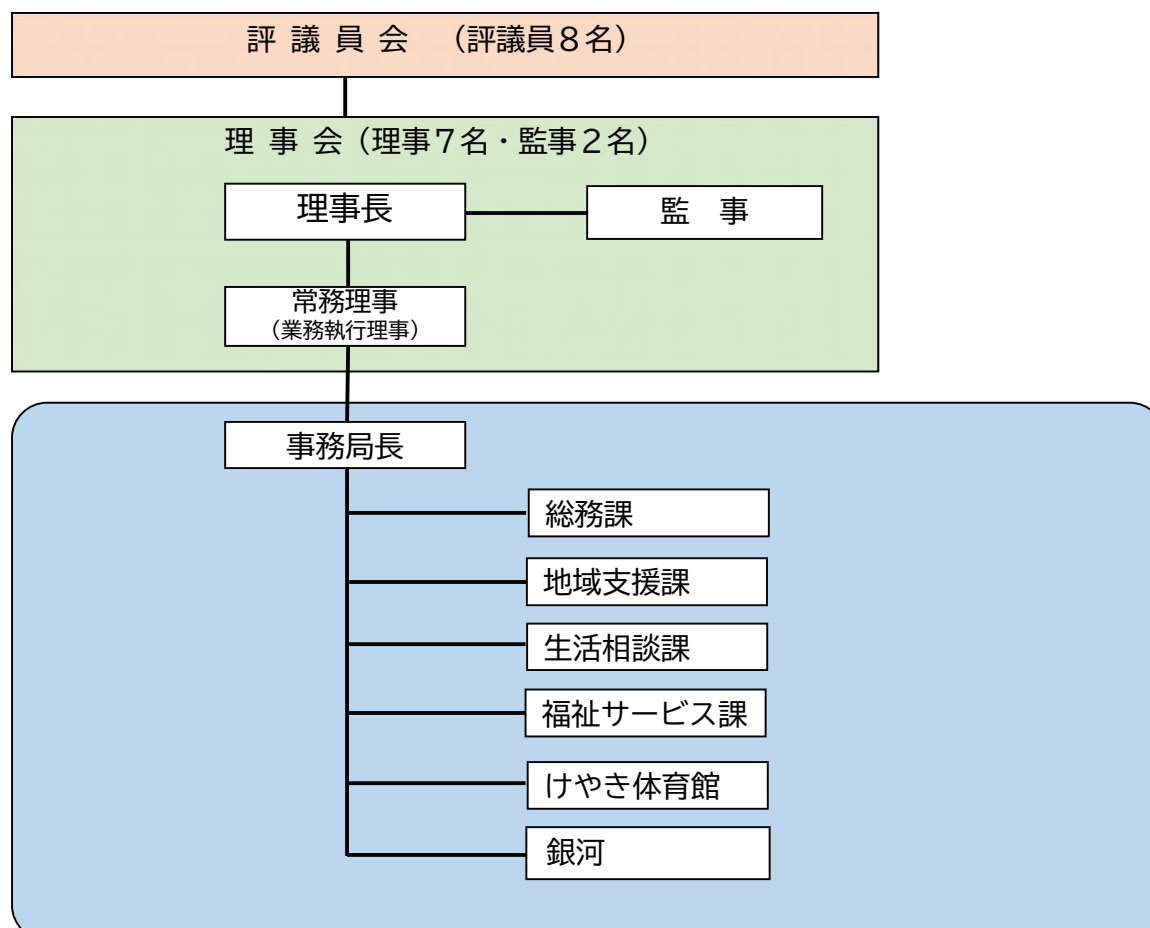 評 議 員 会　（評議員８名）
理 事 会（理事７名・監事２名）
理事長
監　事
常務理事
（業務執行理事）
事務局長
総務課
地域支援課
生活相談課
福祉サービス課
けやき体育館
銀河